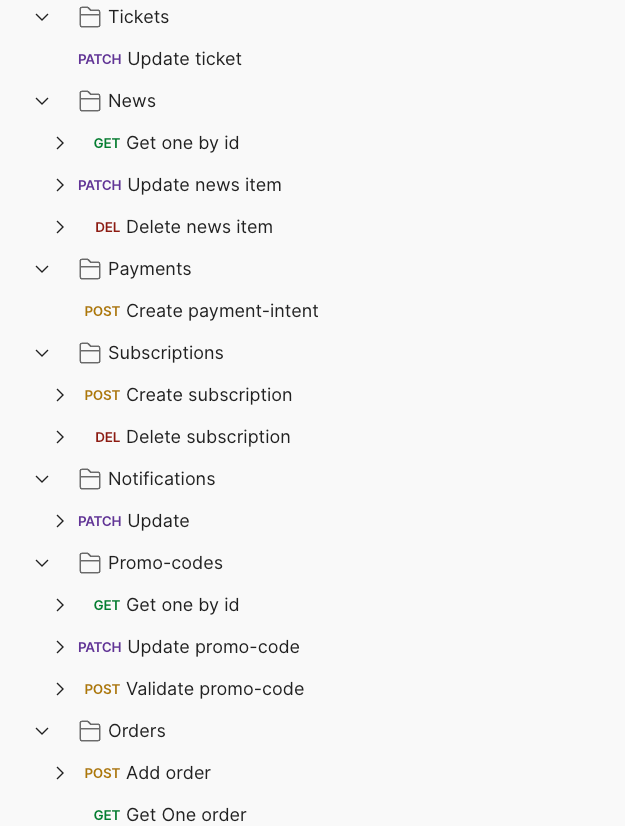 Tickets
PATCH Update ticket
News
GET Get one by id
PATCH Update news item
DEL Delete news item
Payments
POST Create payment-intent
Subscriptions
POST Create subscription
DEL Delete subscription
Notifications
PATCH Update
Promo-codes
GET Get one by id
PATCH Update promo-code
POST Validate promo-code
Orders
POST Add order
GET Get One order